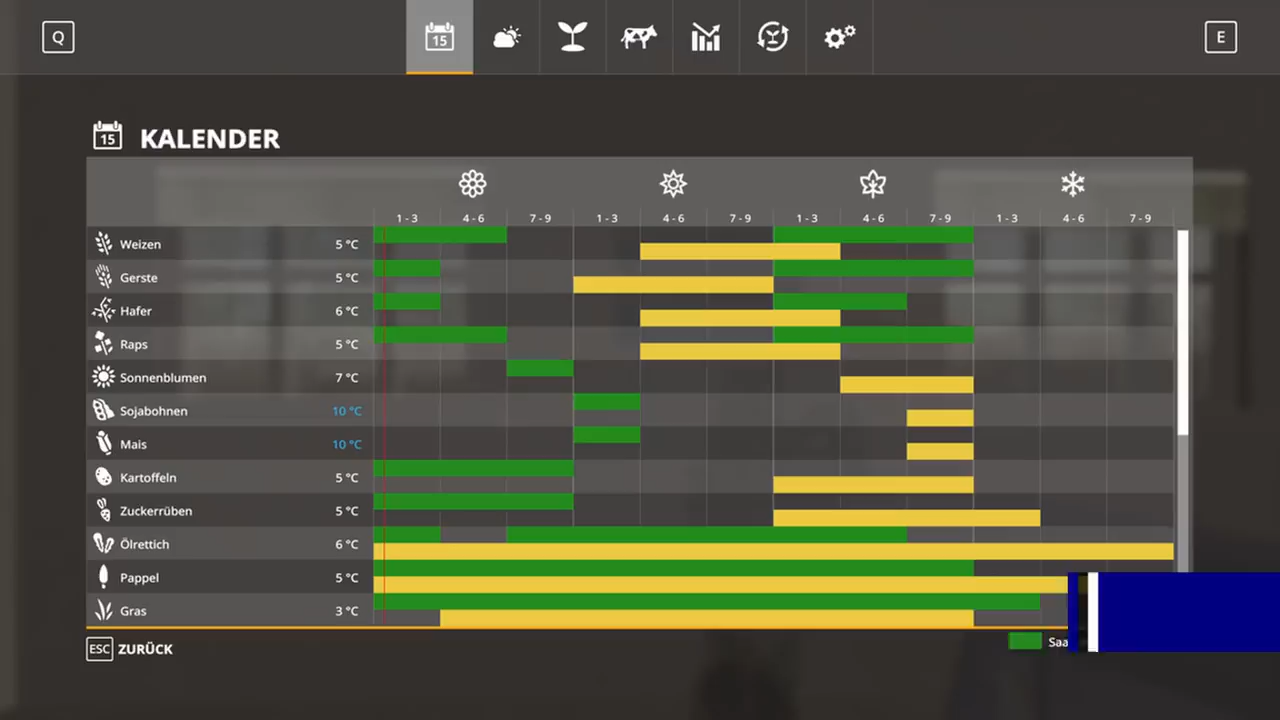 Q
15
E
15 KALENDER
1 - 3 4 - 6 7 - 9 1 - 3 4 - 6 7 - 9 1 - 3 4 - 6 7 - 9 1 - 3 4 - 6 7 - 9
Weizen 5 °C
Gerste 5 °C
Hafer 6 °C
Raps 5 °C
Sonnenblumen 7 °C
Sojabohnen 10 °C
Mais 10 °C
Kartoffeln 5 °C
Zuckerrüben 5 °C
Ölrettich 6 °C
Pappel 5 °C
Gras 3 °C
ESC ZURÜCK